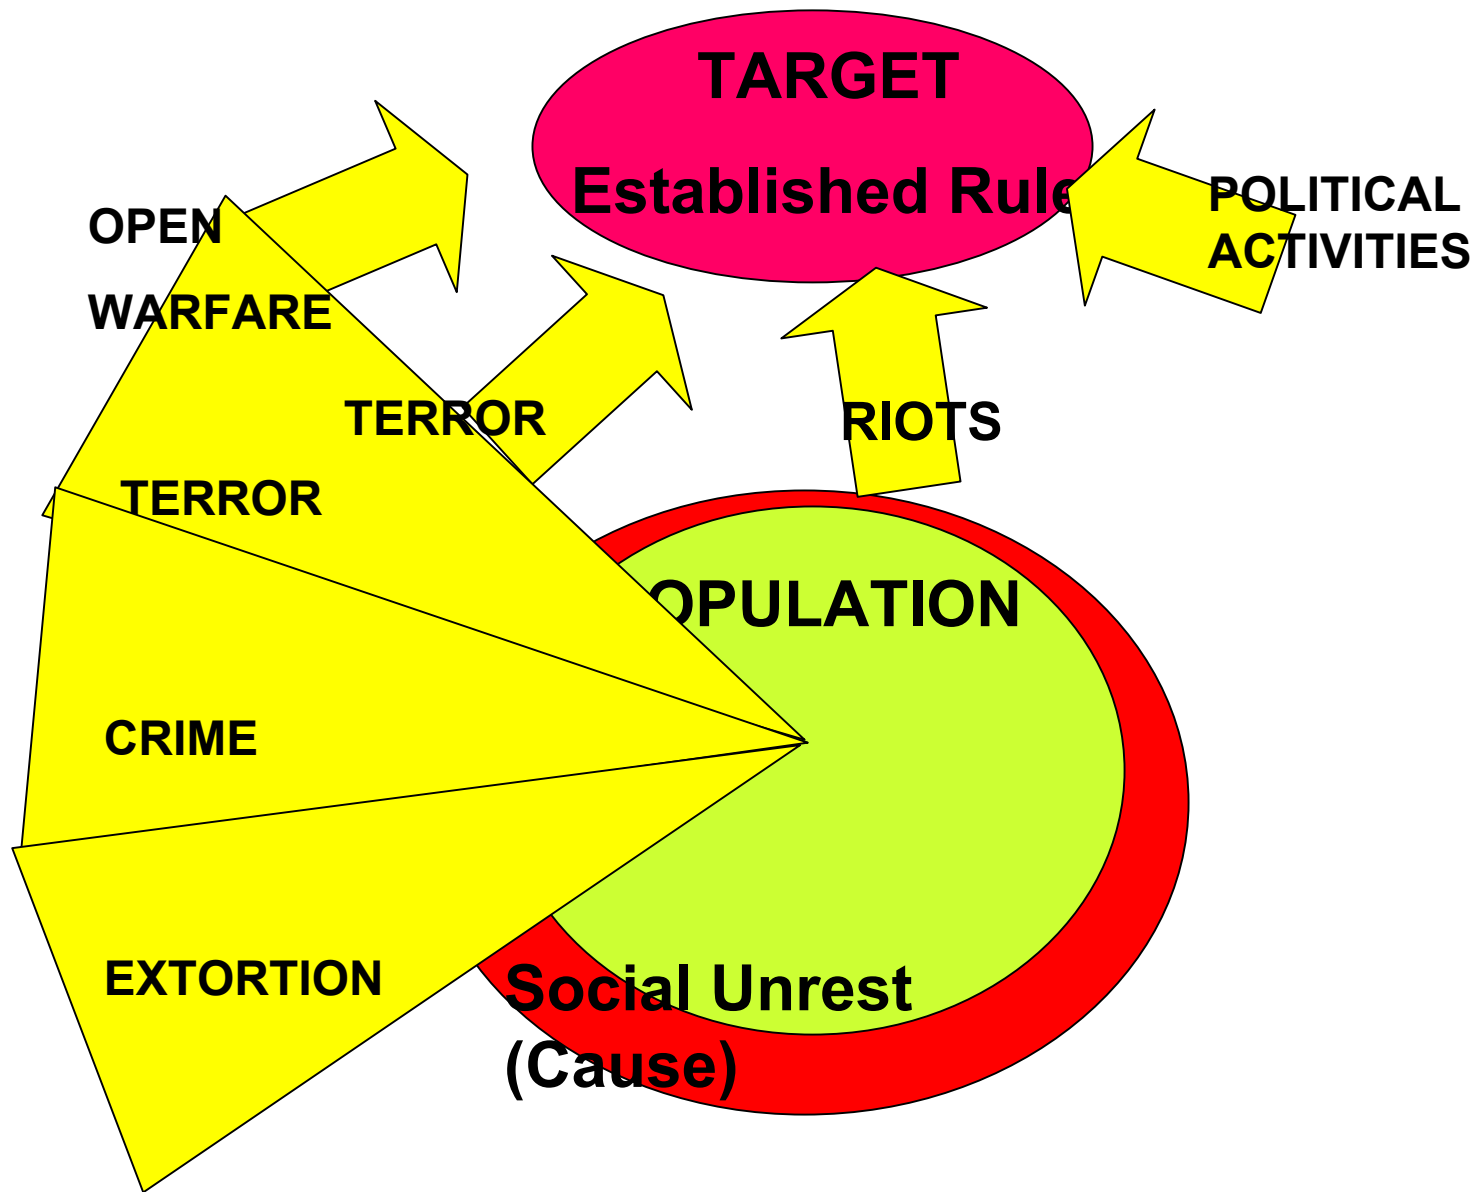 TARGET
Established Rule
OPEN
WARFARE
POLITICAL
ACTIVITIES
TERROR
RIOTS
TERROR
OPULATION
CRIME
EXTORTION
Social Unrest
(Cause)